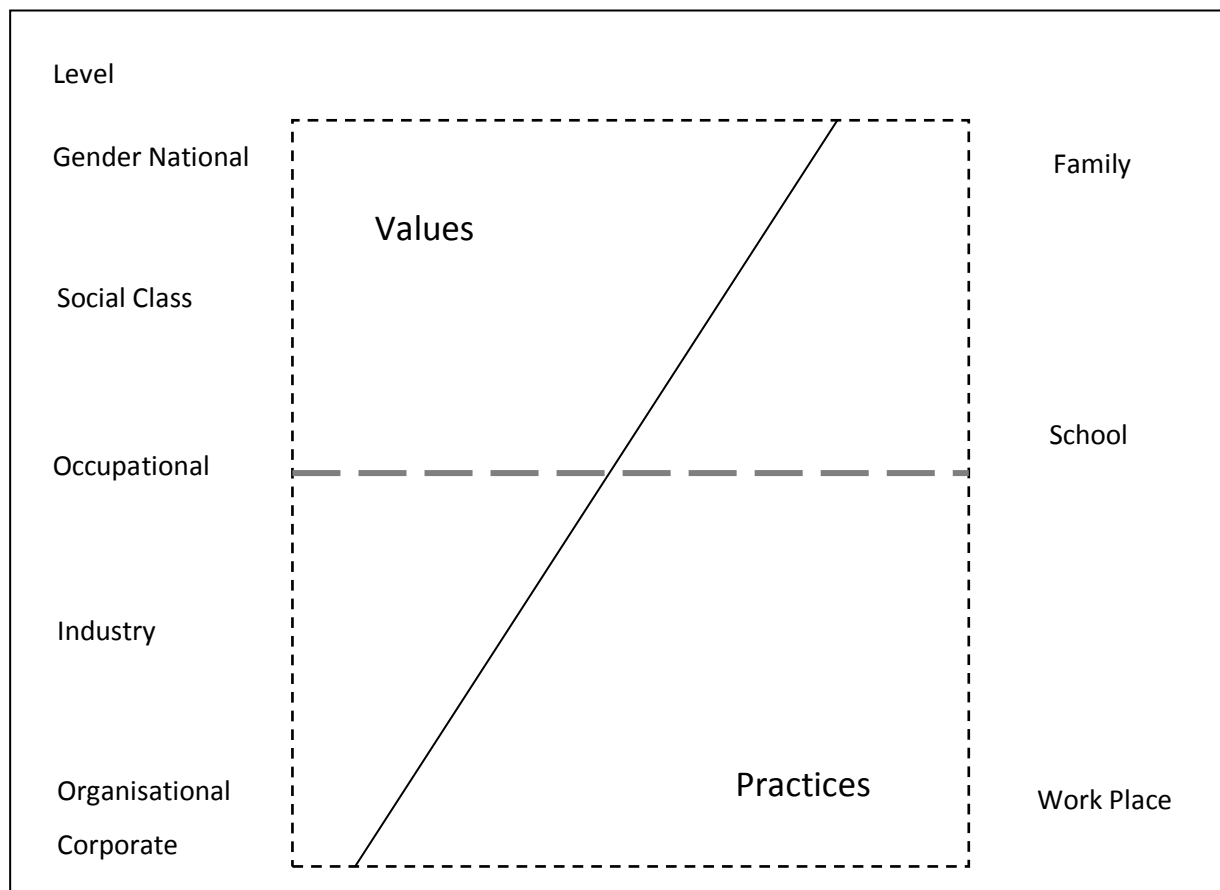 Level
Gender National
Family
Values
Social Class
School
Occupational
Industry
Practices
Organisational
Work Place
Corporate